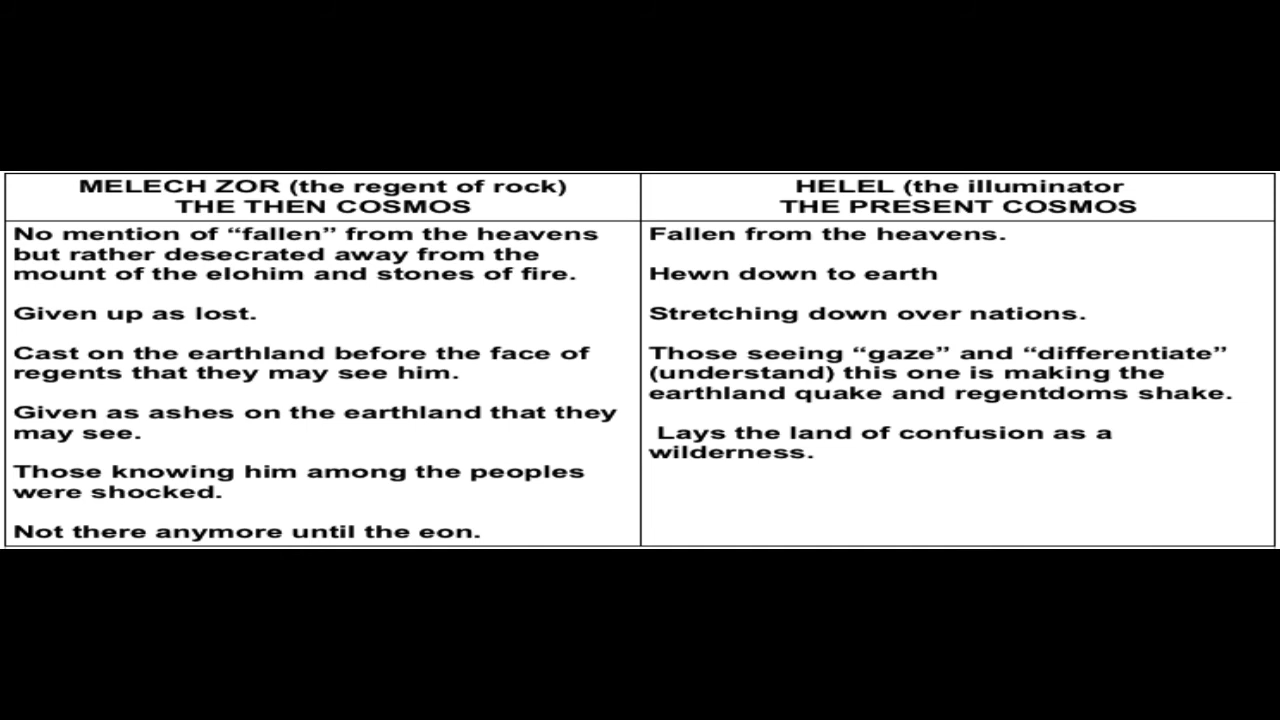 MELECH ZOR (the regent of rock)
THE THEN COSMOS
No mention of “fallen” from the heavens
but rather desecrated away from the
mount of the elohim and stones of fire.
Given up as lost.
Cast on the earthland before the face of
regents that they may see him.
Given as ashes on the earthland that they
may see.
Those knowing him among the peoples
were shocked.
Not there anymore until the eon.
HELEL (the illuminator
THE PRESENT COSMOS
Fallen from the heavens.
Hewn down to earth
Stretching down over nations.
Those seeing “gaze” and “differentiate”
(understand) this one is making the
earthland quake and regentdoms shake.
Lays the land of confusion as a
wilderness.